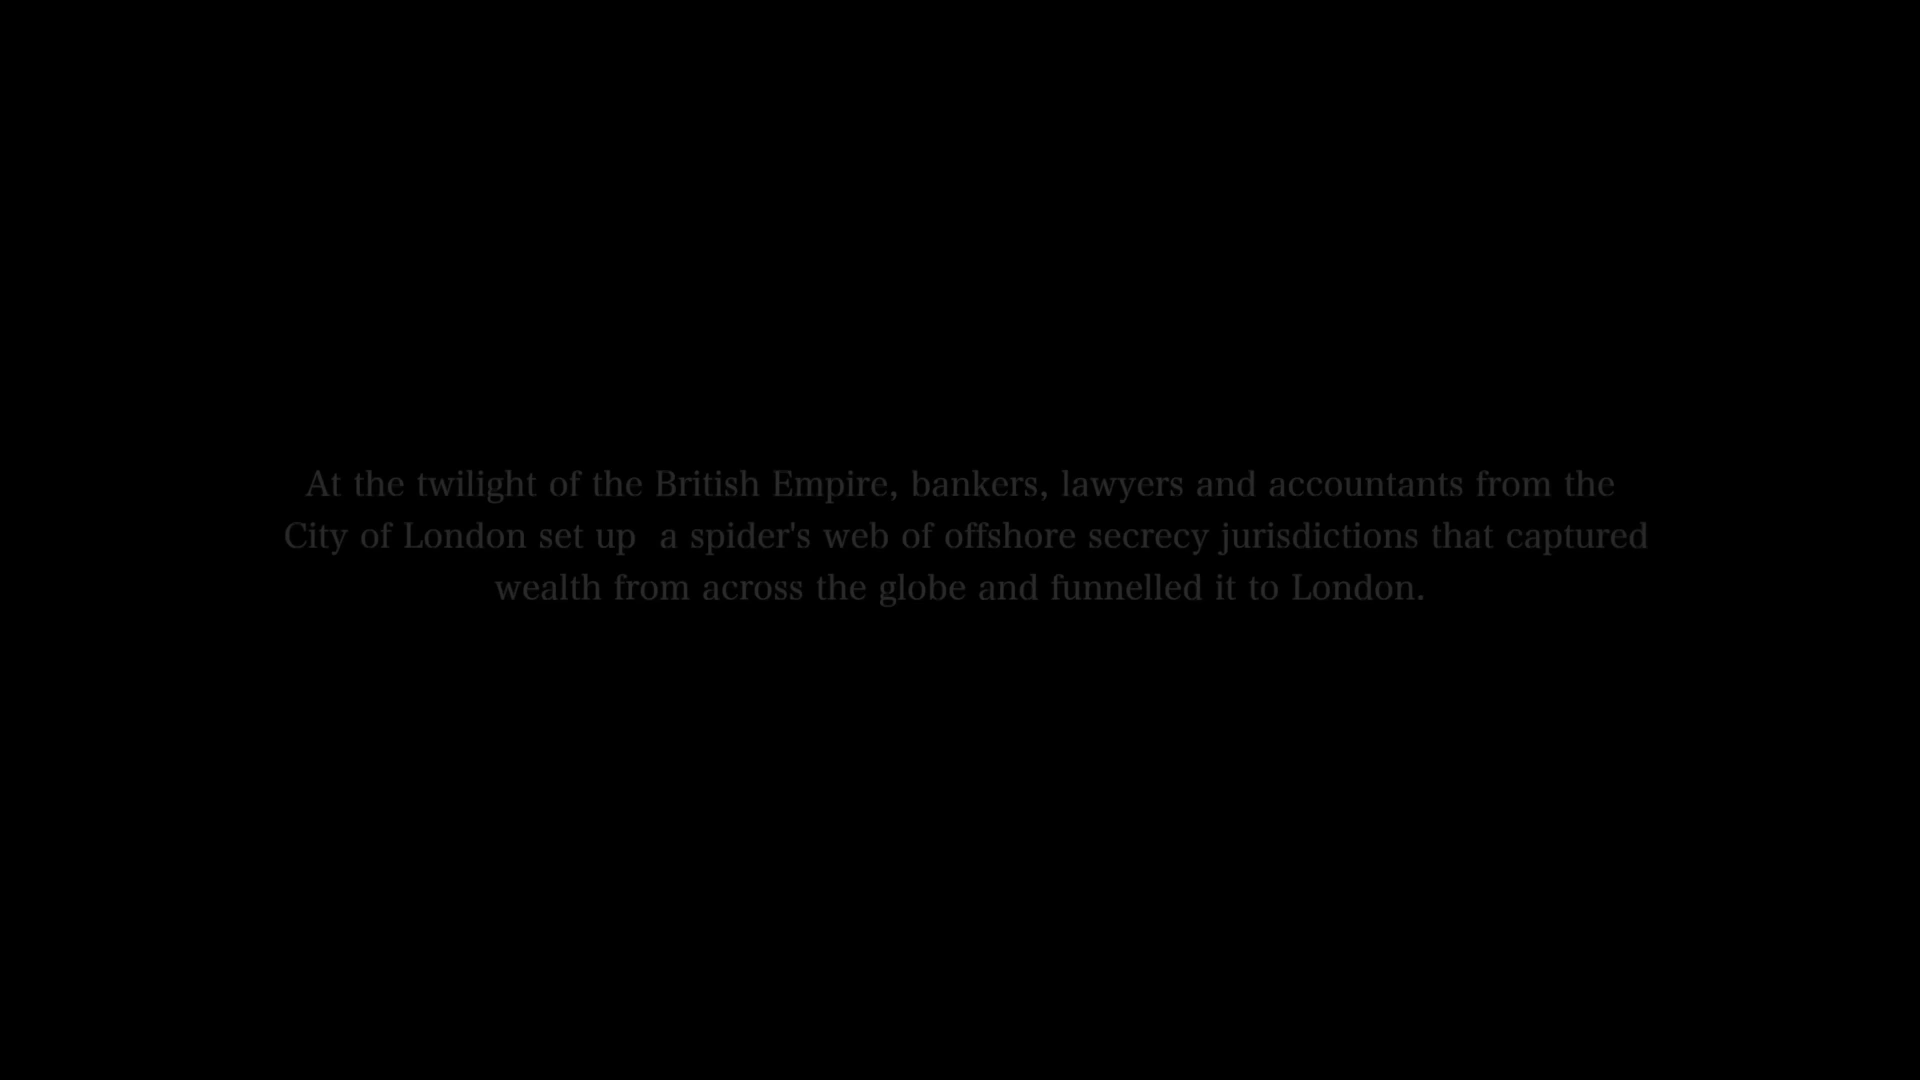 At the twilight of the British Empire, bankers, lawyers and accountants from the
City of London set up  a spider's web of offshore secrecy jurisdictions that captured
wealth from across the globe and funnelled it to London.